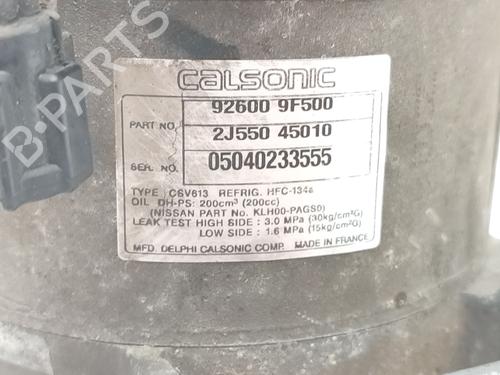 CALSONIC
92600 9F500
PART NO.
2J550 45010
SER. NO. 05040233555
TYPE CSV613 REFRIG. HFC-134a
OIL DH-PS: 200cm³ (200cc)
(NISSAN PART No. KLH00-PAGS0)
LEAK TEST HIGH SIDE : 3.0 MPa (30kg/cm²G)
LOW SIDE : 1.6 MPa (15kg/cm²G)
MFD. DELPHI CALSONIC COMP. MADE IN FRANCE
B-PARTS